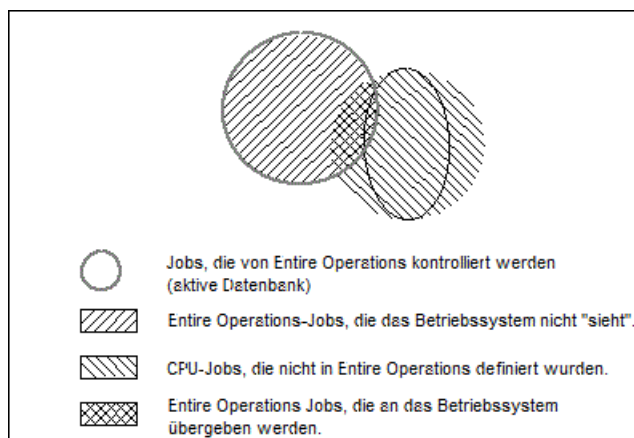 Jobs, die von Entire Operations kontrolliert werden
(aktive Datenbank)
Entire Operations-Jobs, die das Betriebssystem nicht "sieht".
CPU-Jobs, die nicht in Entire Operations definiert wurden.
Entire Operations Jobs, die an das Betriebssystem
übergeben werden.